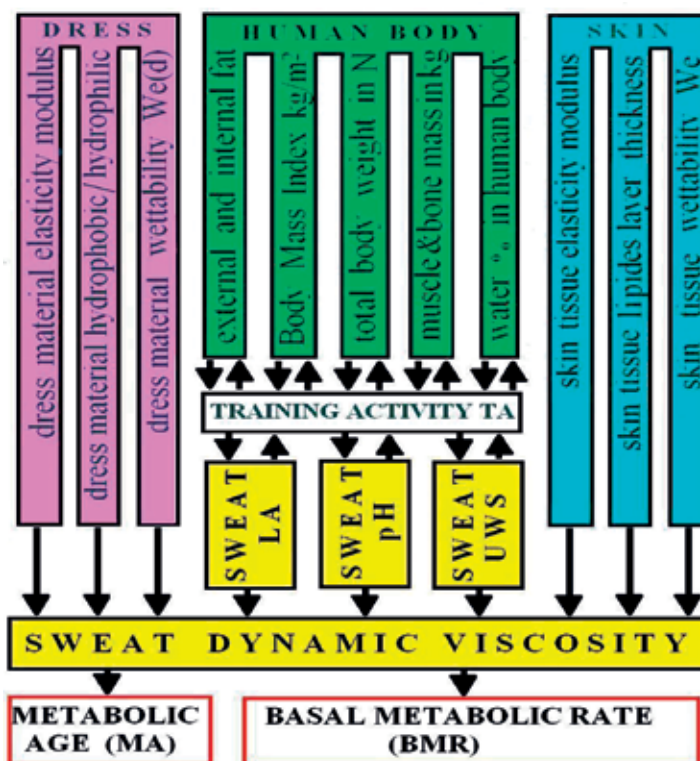 DRESS
HUMAN BODY
SKIN
dress material elasticity modulus
dress material hydrophobic/hydrophilic
dress material wettability We(d)
external and internal fat
Body Mass Index kg/m²
total body weight in N
muscle&bone mass in kg
water % in human body
skin tissue elasticity modulus
skin tissue lipides layer thickness
skin tissue wettability We
TRAINING ACTIVITY TA
SWEAT
LA
SWEAT
pH
SWEAT
UWS
SWEAT DYNAMIC VISCOSITY
METABOLIC
AGE (MA)
BASAL METABOLIC RATE
(BMR)